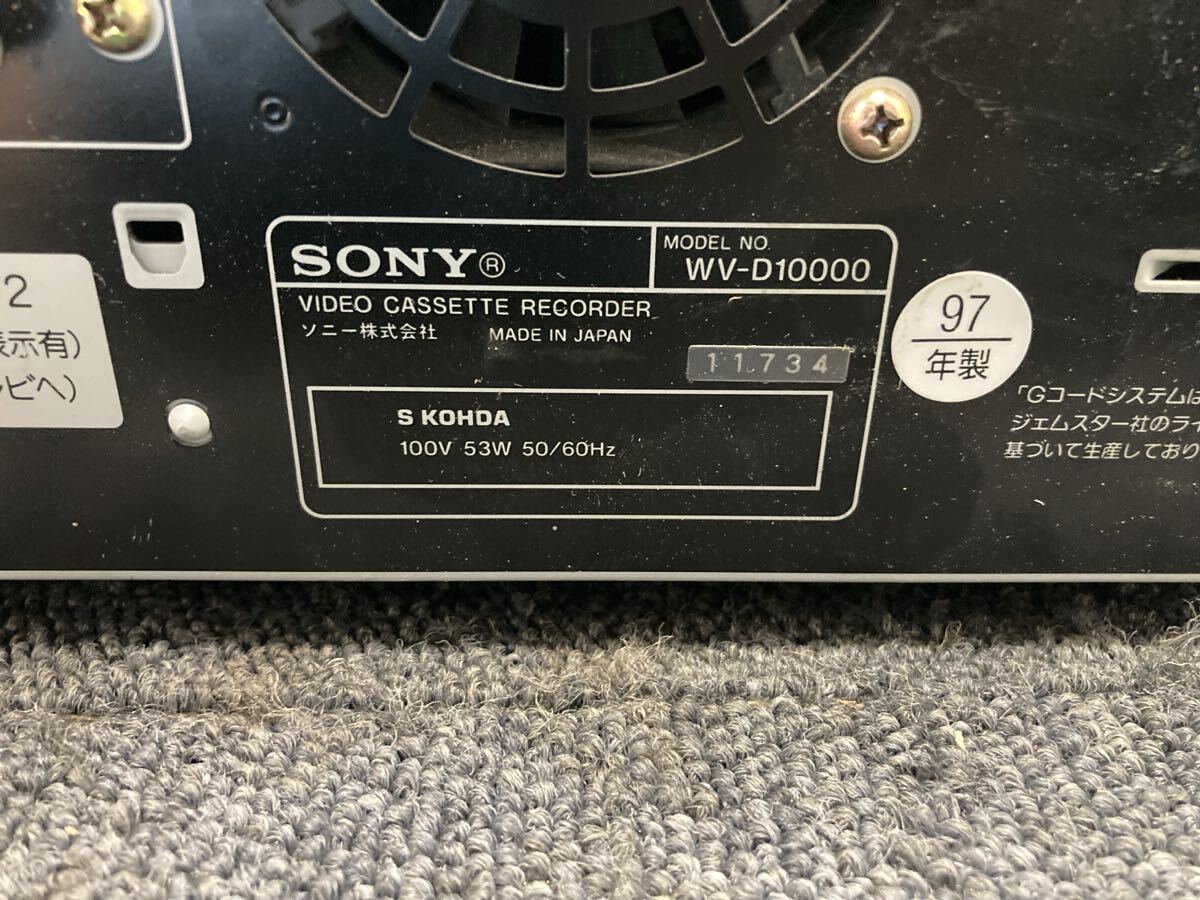 SONY®
MODEL NO.
WV-D10000
VIDEO CASSETTE RECORDER
ソニー株式会社 MADE IN JAPAN
11734
S KOHDA
100V 53W 50/60Hz
2
表示有)
ビへ)
97
年製
「Gコードシステムは
ジェムスター社のライ
基づいて生産しており